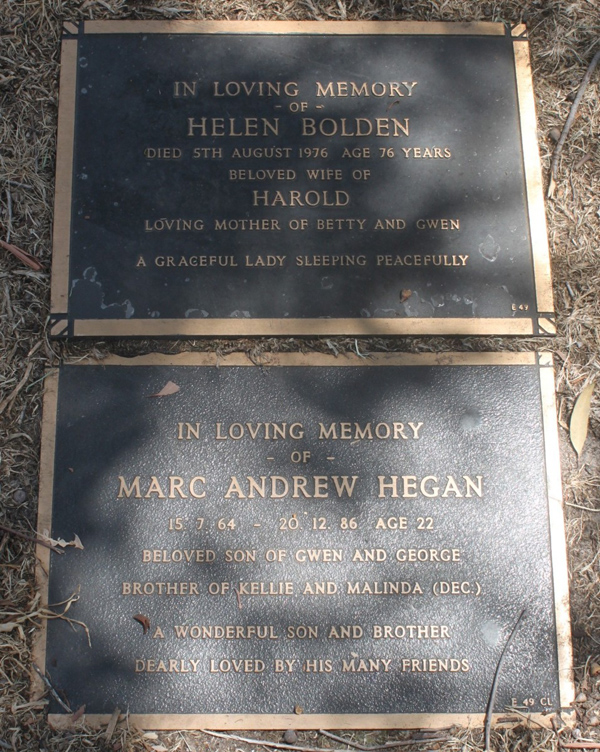 IN LOVING MEMORY
- OF -
HELEN BOLDEN
DIED 5TH AUGUST 1976 AGE 76 YEARS
BELOVED WIFE OF
HAROLD
LOVING MOTHER OF BETTY AND GWEN
A GRACEFUL LADY SLEEPING PEACEFULLY
E 49
IN LOVING MEMORY
- OF -
MARC ANDREW HEGAN
15. 7. 64 - 20. 12. 86 AGE 22
BELOVED SON OF GWEN AND GEORGE
BROTHER OF KELLIE AND MALINDA (DEC.)
A WONDERFUL SON AND BROTHER
DEARLY LOVED BY HIS MANY FRIENDS
E 49 CL